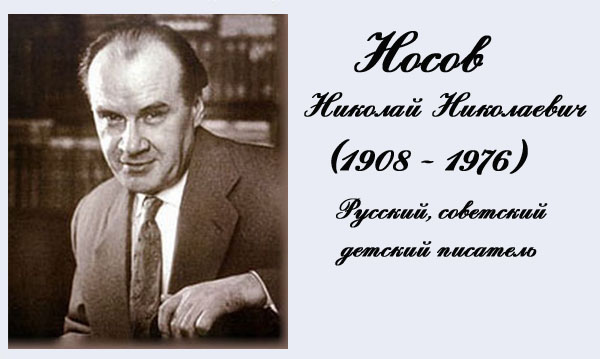 Носов
Николай Николаевич
(1908 - 1976)
Русский, советский
детский писатель